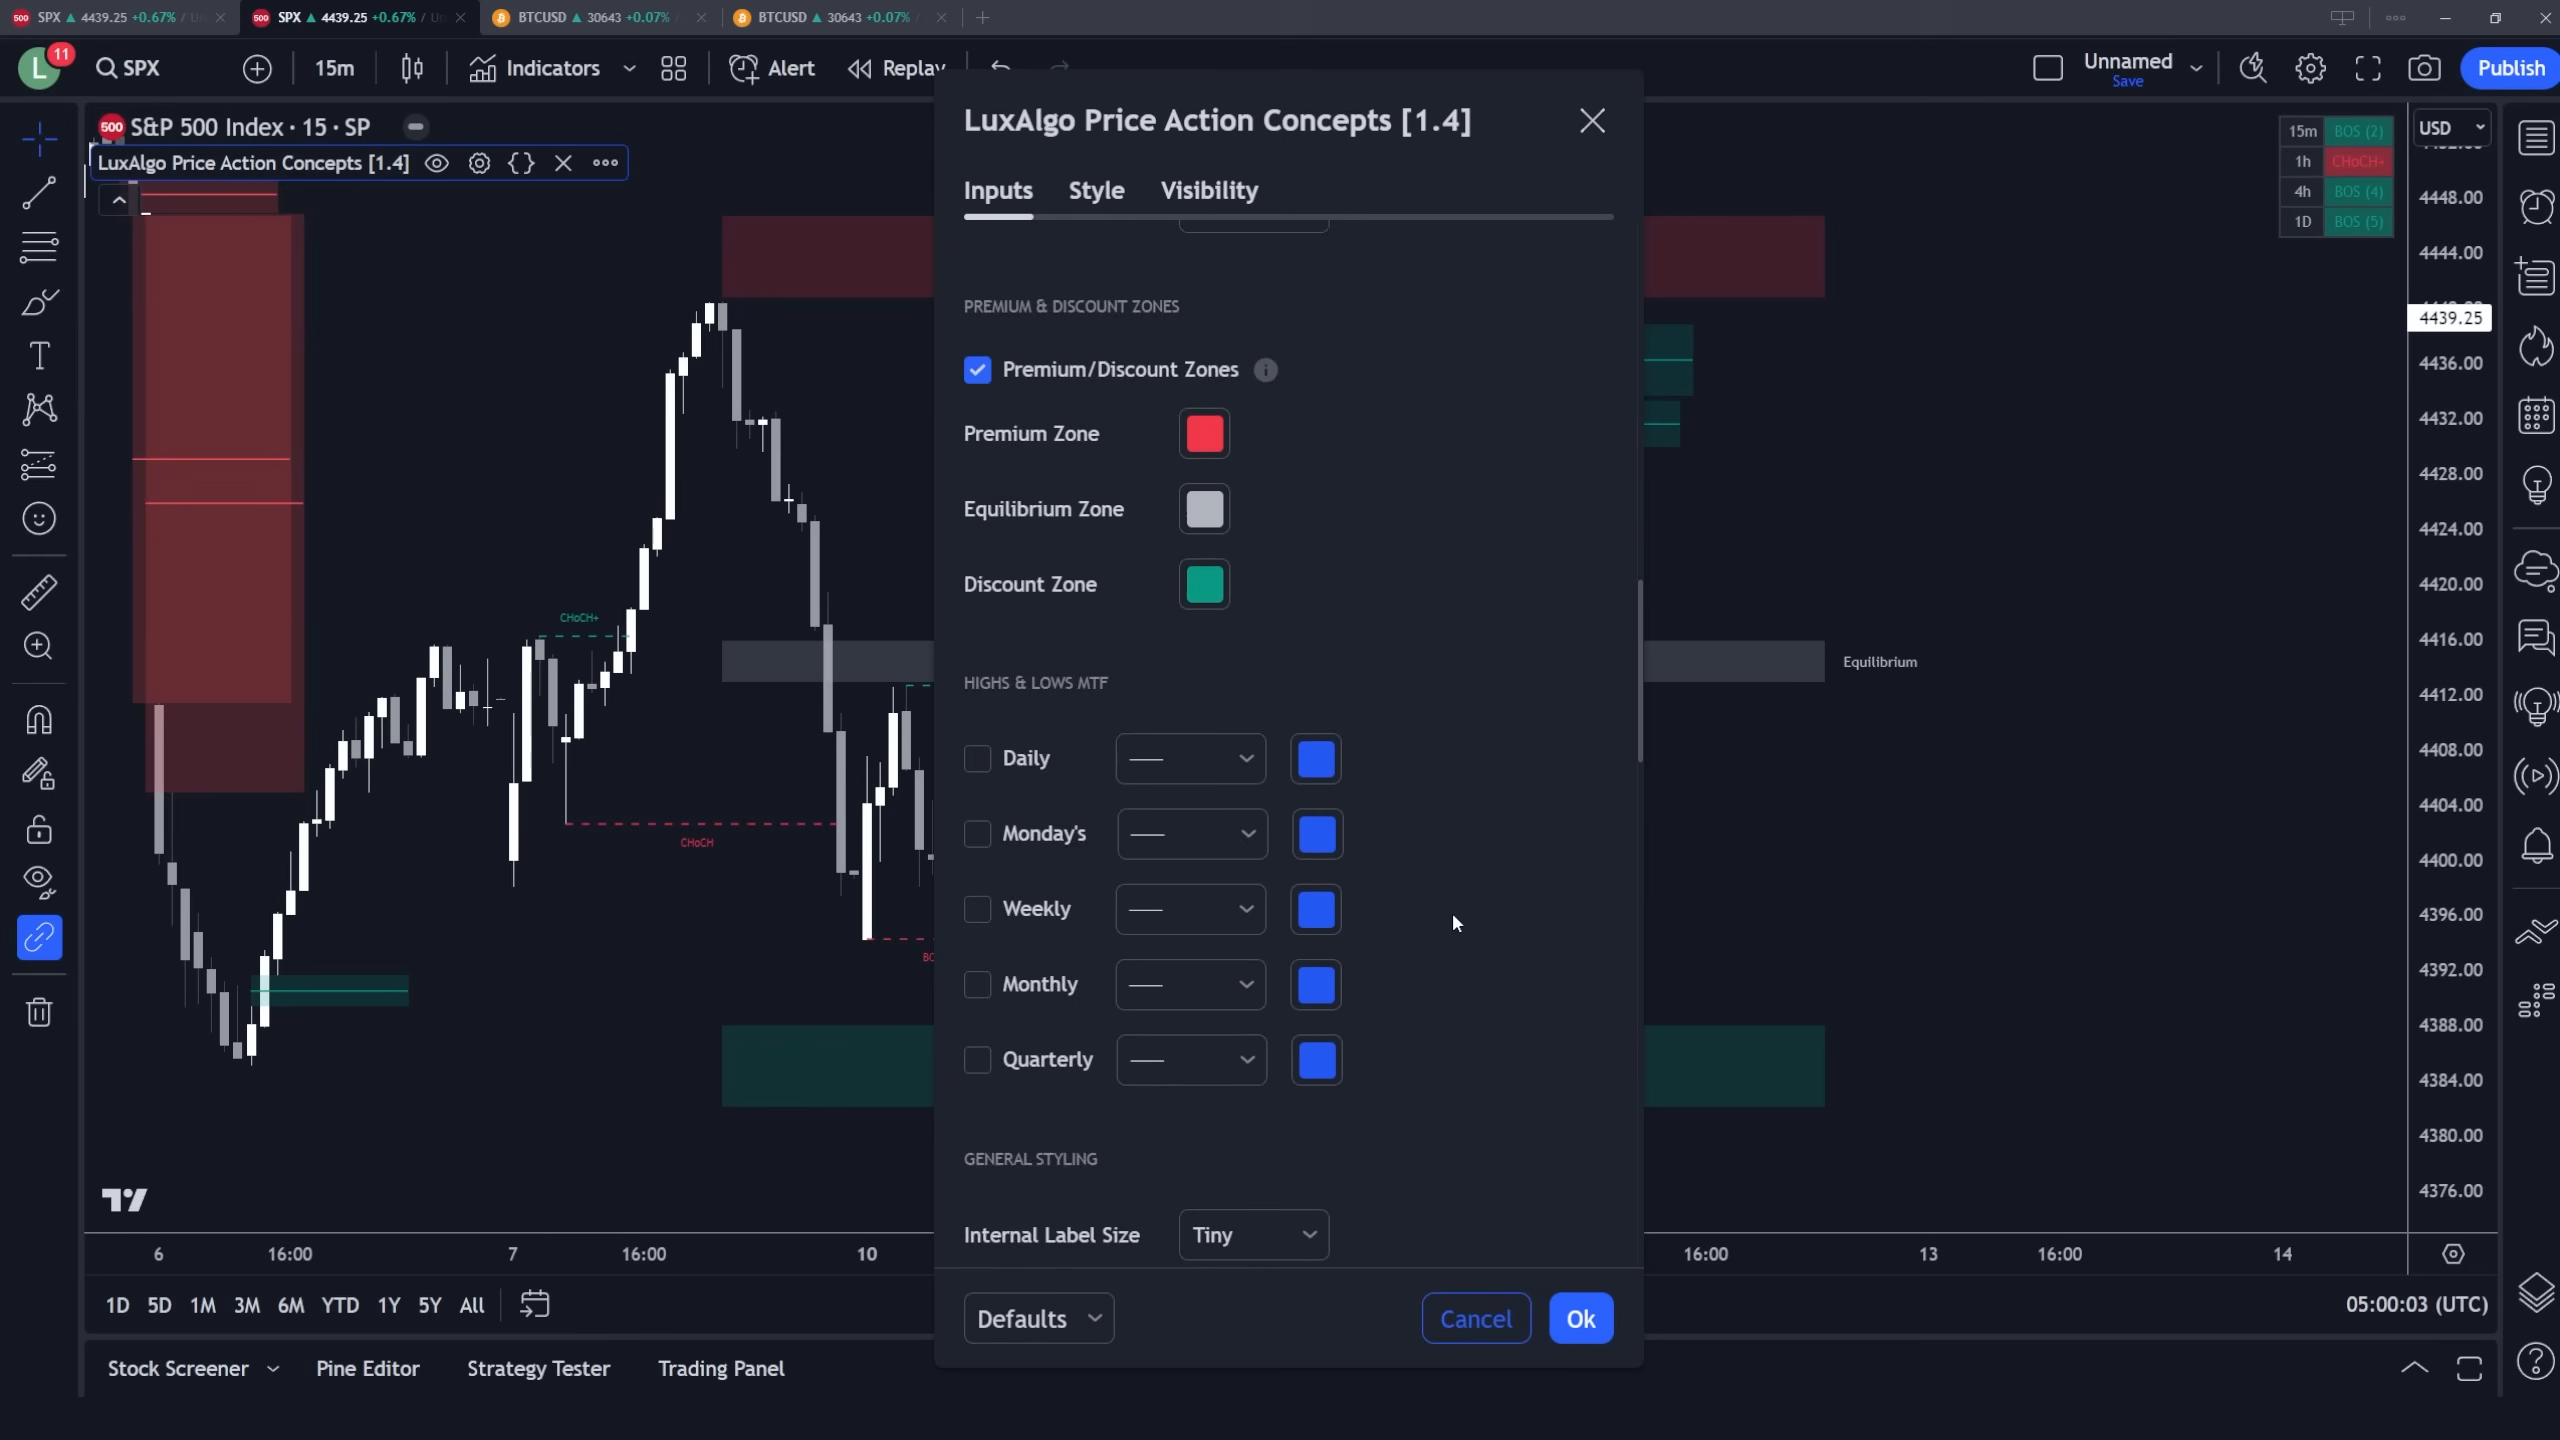 500 SPX ▲ 4439.25 +0.67% / U
500 SPX ▲ 4439.25 +0.67% / U
BTCUSD ▲ 30643 +0.07% /
BTCUSD ▲ 30643 +0.07% /
L
11
SPX
15m
Indicators
Alert
Replay
Unnamed
Save
Publish
500 S&P 500 Index · 15 · SP
LuxAlgo Price Action Concepts [1.4]
LuxAlgo Price Action Concepts [1.4]
Inputs
Style
Visibility
PREMIUM & DISCOUNT ZONES
Premium/Discount Zones
Premium Zone
Equilibrium Zone
Discount Zone
HIGHS & LOWS MTF
Daily
Monday's
Weekly
Monthly
Quarterly
GENERAL STYLING
Internal Label Size
Tiny
Defaults
Cancel
Ok
CHoCH+
CHoCH
BO
Equilibrium
15m BOS (2)
1h CHoCH+
4h BOS (4)
1D BOS (5)
USD
4448.00
4444.00
4439.25
4436.00
4432.00
4428.00
4424.00
4420.00
4416.00
4412.00
4408.00
4404.00
4400.00
4396.00
4392.00
4388.00
4384.00
4380.00
4376.00
6
16:00
7
16:00
10
16:00
13
16:00
14
1D 5D 1M 3M 6M YTD 1Y 5Y All
05:00:03 (UTC)
Stock Screener
Pine Editor
Strategy Tester
Trading Panel